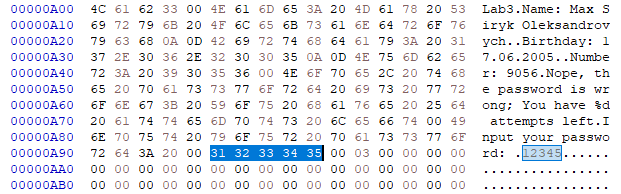 00000A00 4C 61 62 33 00 4E 61 6D 65 3A 20 4D 61 78 20 53 Lab3.Name: Max S
00000A10 69 72 79 6B 20 4F 6C 65 6B 73 61 6E 64 72 6F 76 iryk Oleksandrov
00000A20 79 63 68 0A 0D 42 69 72 74 68 64 61 79 3A 20 31 ych..Birthday: 1
00000A30 37 2E 30 36 2E 32 30 30 35 0A 0D 4E 75 6D 62 65 7.06.2005..Numbe
00000A40 72 3A 20 39 30 35 36 00 4E 6F 70 65 2C 20 74 68 r: 9056.Nope, th
00000A50 65 20 70 61 73 73 77 6F 72 64 20 69 73 20 77 72 e password is wr
00000A60 6F 6E 67 3B 20 59 6F 75 20 68 61 76 65 20 25 64 ong; You have %d
00000A70 20 61 74 74 65 6D 70 74 73 20 6C 65 66 74 00 49 attempts left.I
00000A80 6E 70 75 74 20 79 6F 75 72 20 70 61 73 73 77 6F nput your passwo
00000A90 72 64 3A 20 00 31 32 33 34 35 00 03 00 00 00 00 rd: .12345......
00000AA0 00 00 00 00 00 00 00 00 00 00 00 00 00 00 00 00 ................
00000AB0 00 00 00 00 00 00 00 00 00 00 00 00 00 00 00 00 ................